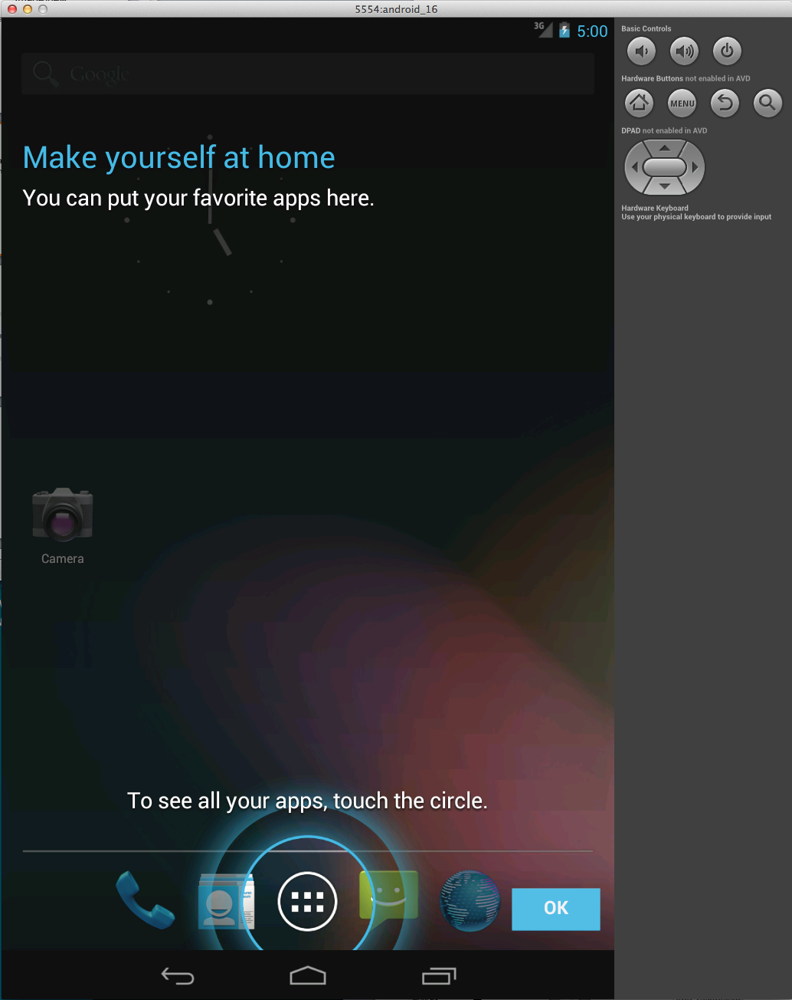 5554:android_16
3G
5:00
Google
Make yourself at home
You can put your favorite apps here.
Camera
To see all your apps, touch the circle.
OK
Basic Controls
Hardware Buttons not enabled in AVD
MENU
DPAD not enabled in AVD
Hardware Keyboard
Use your physical keyboard to provide input